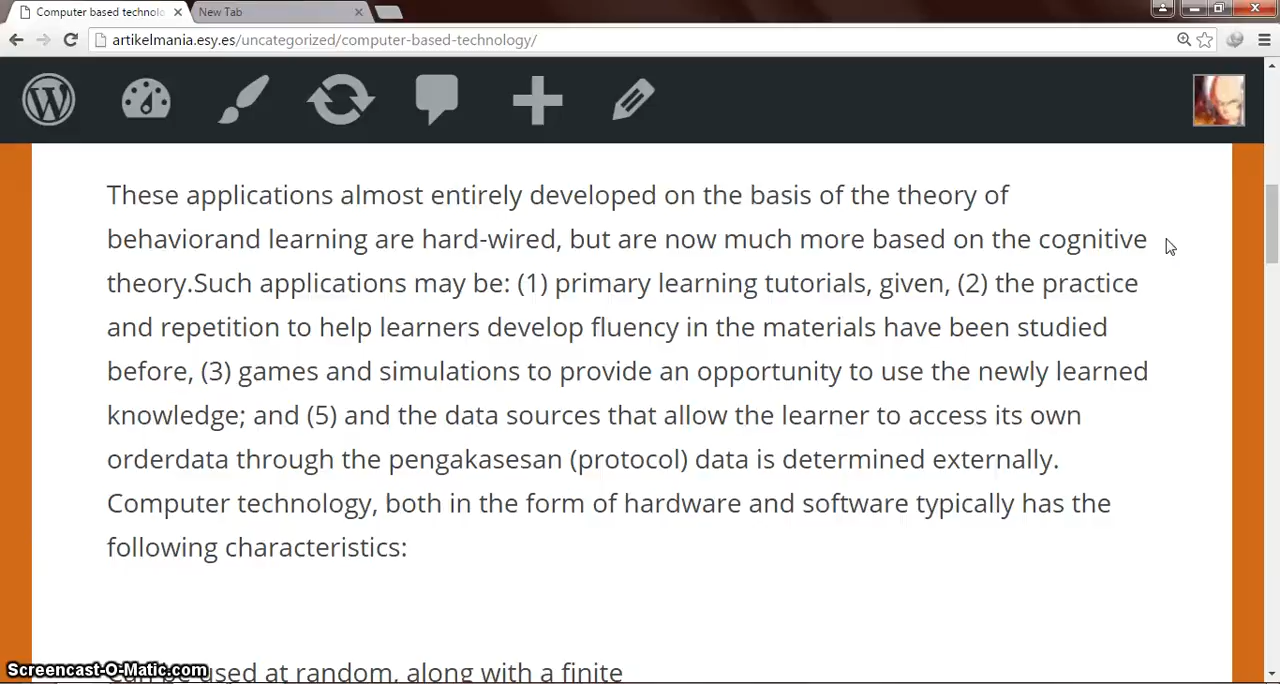 Computer based technolo
New Tab
artikelmania.esy.es/uncategorized/computer-based-technology/
These applications almost entirely developed on the basis of the theory of
behaviorand learning are hard-wired, but are now much more based on the cognitive
theory.Such applications may be: (1) primary learning tutorials, given, (2) the practice
and repetition to help learners develop fluency in the materials have been studied
before, (3) games and simulations to provide an opportunity to use the newly learned
knowledge; and (5) and the data sources that allow the learner to access its own
orderdata through the pengakasesan (protocol) data is determined externally.
Computer technology, both in the form of hardware and software typically has the
following characteristics:
Can be used at random, along with a finite
Screencast-O-Matic.com